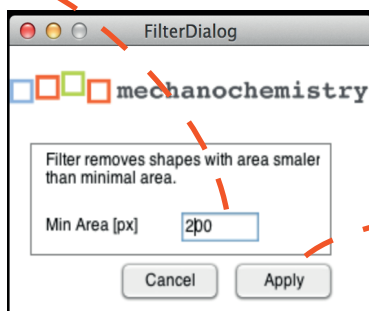 FilterDialog
mechanochemistry
Filter removes shapes with area smaler
than minimal area.
Min Area [px] 200
Cancel Apply